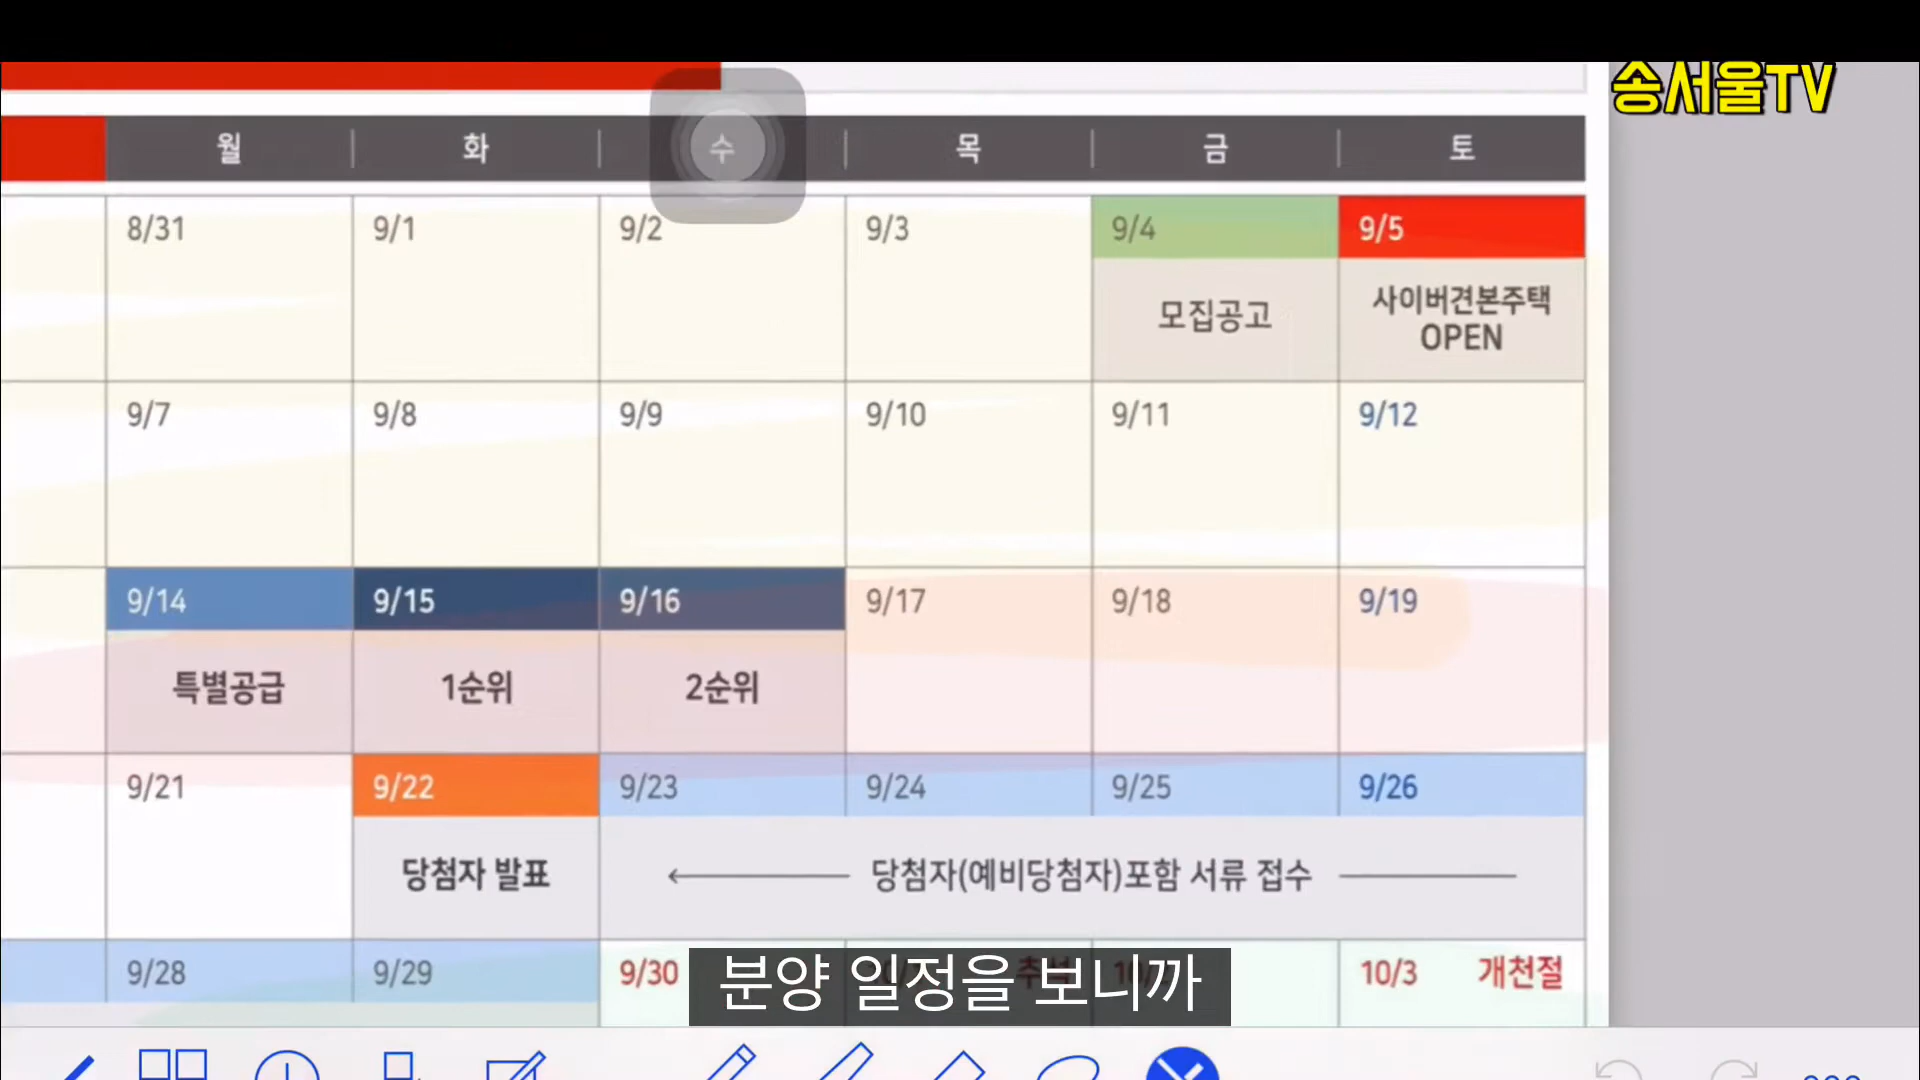 송서울TV
월 화 수 목 금 토
8/31 9/1 9/2 9/3 9/4 9/5
모집공고 사이버견본주택
OPEN
9/7 9/8 9/9 9/10 9/11 9/12
9/14 9/15 9/16 9/17 9/18 9/19
특별공급 1순위 2순위
9/21 9/22 9/23 9/24 9/25 9/26
당첨자 발표 당첨자(예비당첨자)포함 서류 접수
9/28 9/29 9/30 10/3 개천절
분양 일정을 보니까